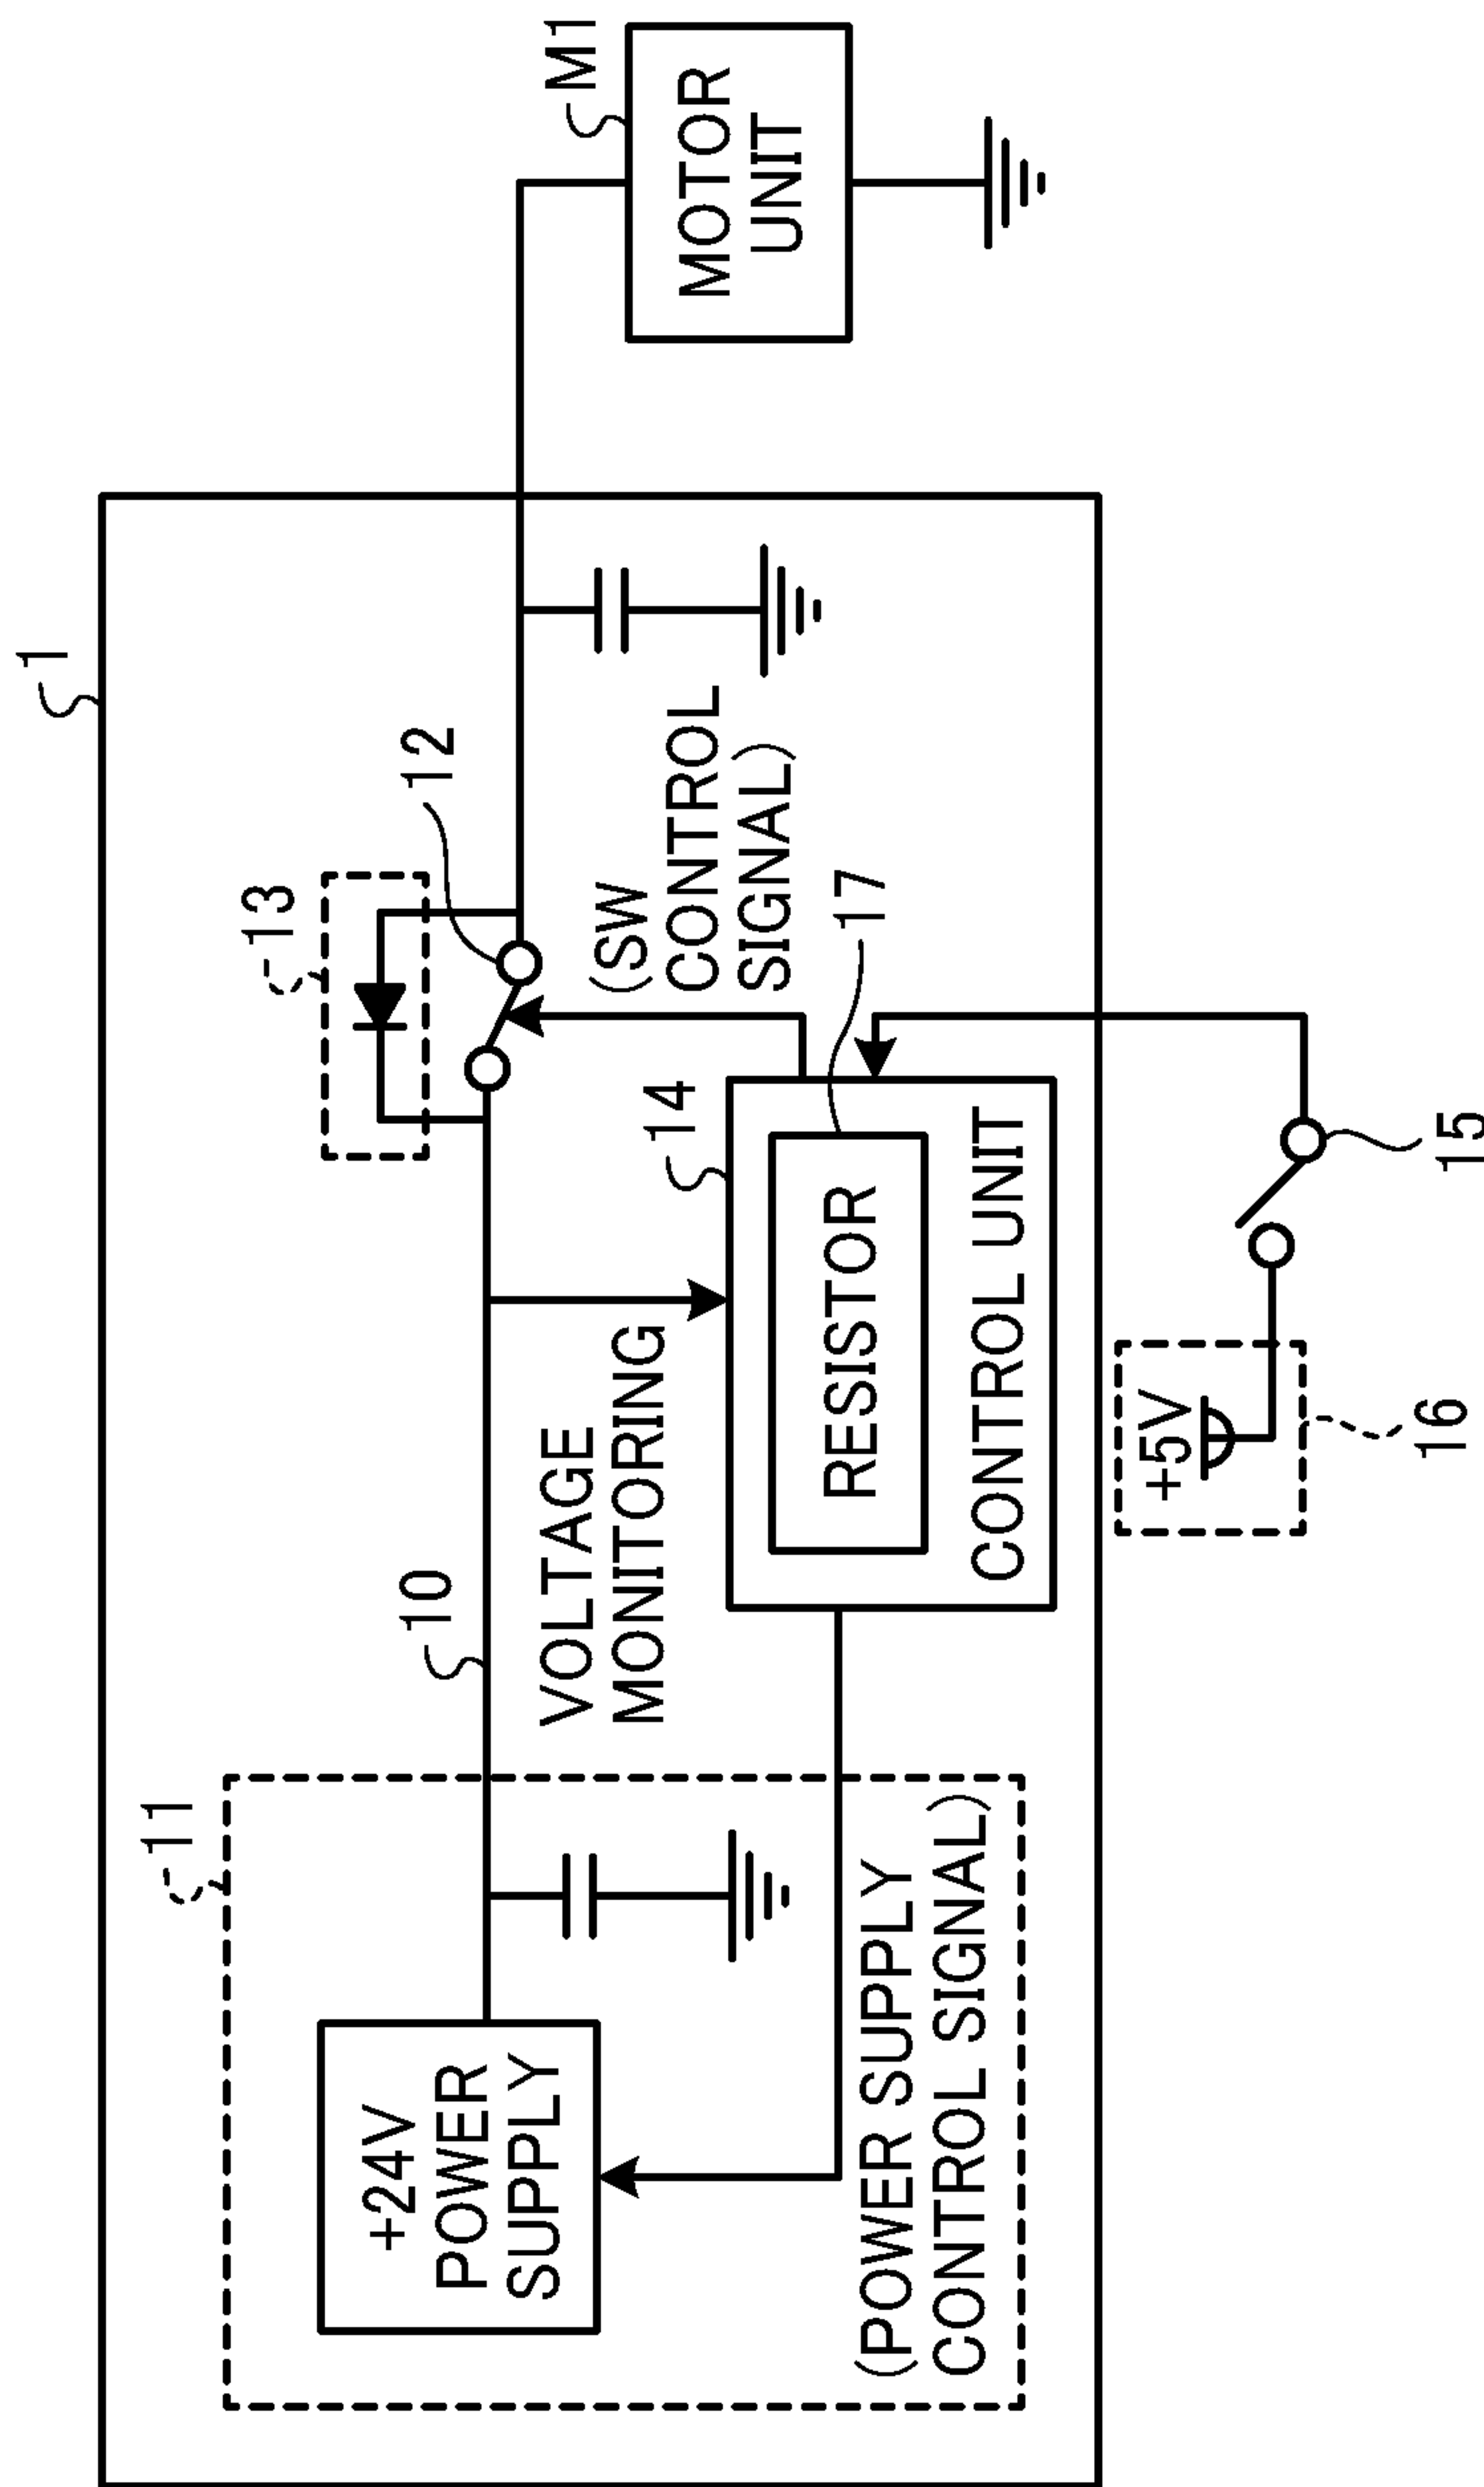 1
11
+24V
POWER
SUPPLY
(POWER SUPPLY
CONTROL SIGNAL)
10
VOLTAGE
MONITORING
13
12
(SW
CONTROL
SIGNAL)
14
17
RESISTOR
CONTROL UNIT
+5V
16
15
M1
MOTOR
UNIT